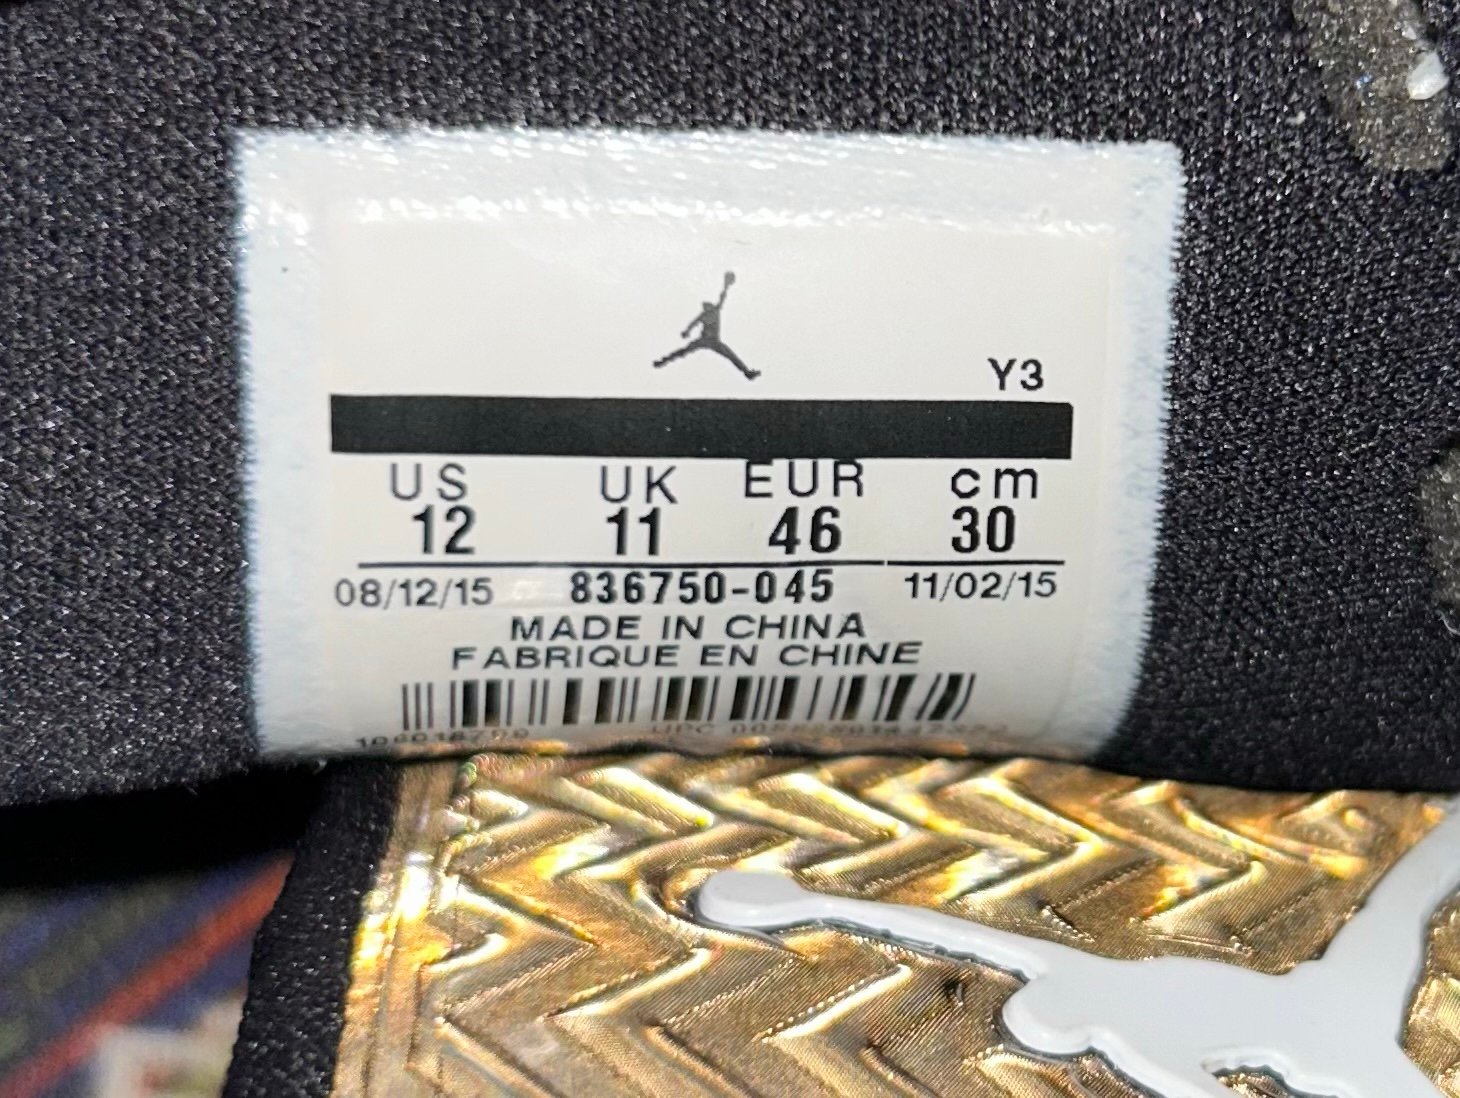 Y3
US UK EUR cm
12 11 46 30
08/12/15 836750-045 11/02/15
MADE IN CHINA
FABRIQUE EN CHINE
UPC